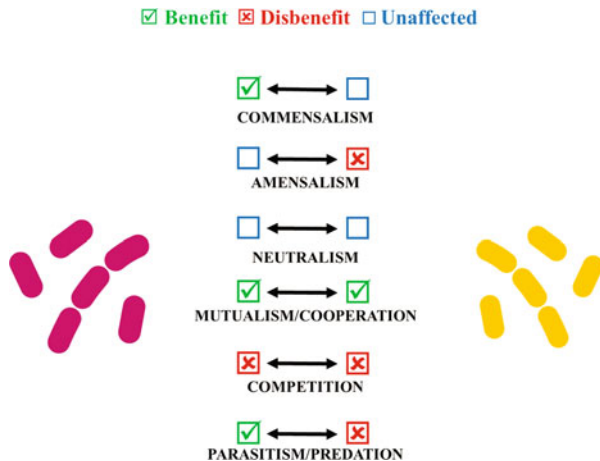 Benefit Disbenefit Unaffected
COMMENSALISM
AMENSALISM
NEUTRALISM
MUTUALISM/COOPERATION
COMPETITION
PARASITISM/PREDATION